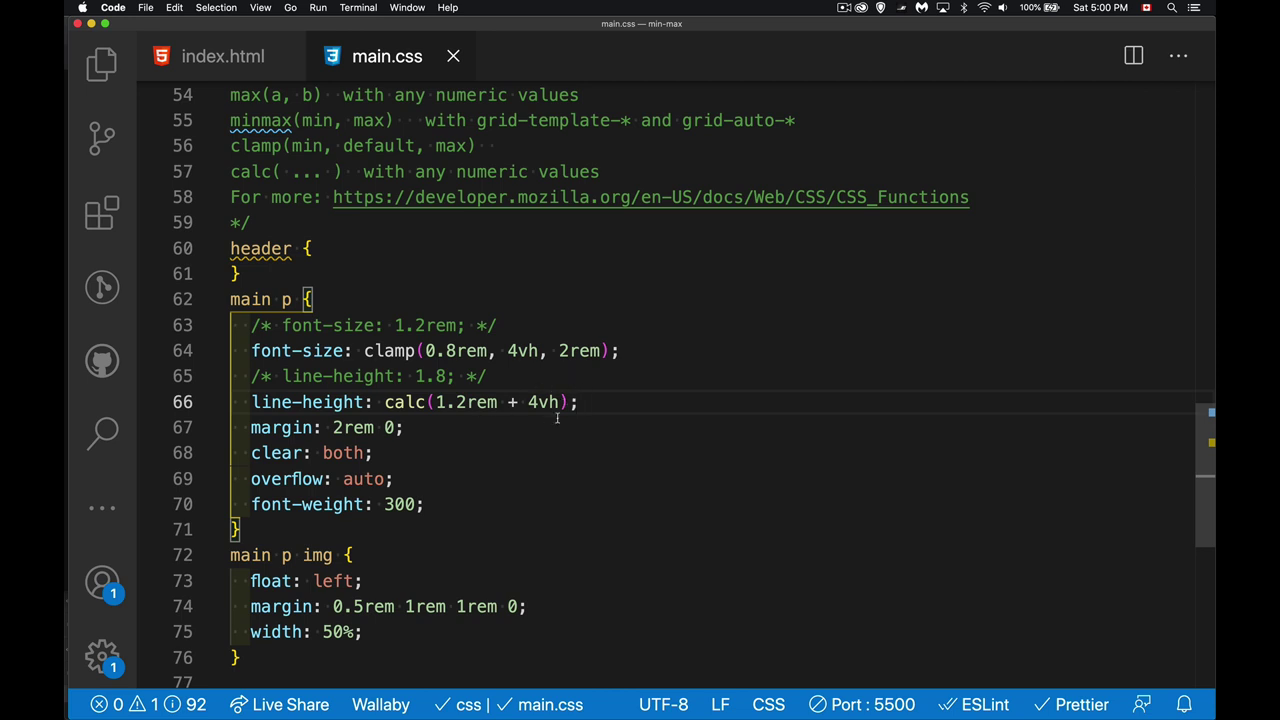 Code File Edit Selection View Go Run Terminal Window Help 100% Sat 5:00 PM
main.css — min-max
index.html main.css
54 max(a, b) with any numeric values
55 minmax(min, max) with grid-template-* and grid-auto-*
56 clamp(min, default, max)
57 calc( ... ) with any numeric values
58 For more: https://developer.mozilla.org/en-US/docs/Web/CSS/CSS_Functions
59 */
60 header {
61 }
62 main p {
63 /* font-size: 1.2rem; */
64 font-size: clamp(0.8rem, 4vh, 2rem);
65 /* line-height: 1.8; */
66 line-height: calc(1.2rem + 4vh);
67 margin: 2rem 0;
68 clear: both;
69 overflow: auto;
70 font-weight: 300;
71 }
72 main p img {
73 float: left;
74 margin: 0.5rem 1rem 1rem 0;
75 width: 50%;
76 }
77
1
1
0 1 92 Live Share Wallaby css | main.css UTF-8 LF CSS Port : 5500 ESLint Prettier